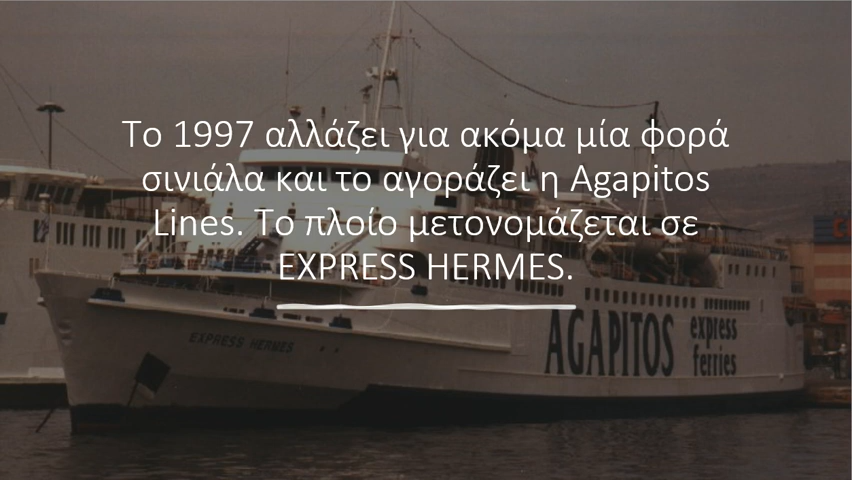 Το 1997 αλλάζει για ακόμα μία φορά
σινιάλα και το αγοράζει η Agapitos
Lines. Το πλοίο μετονομάζεται σε
EXPRESS HERMES.
EXPRESS HERMES
AGAPITOS express
ferries